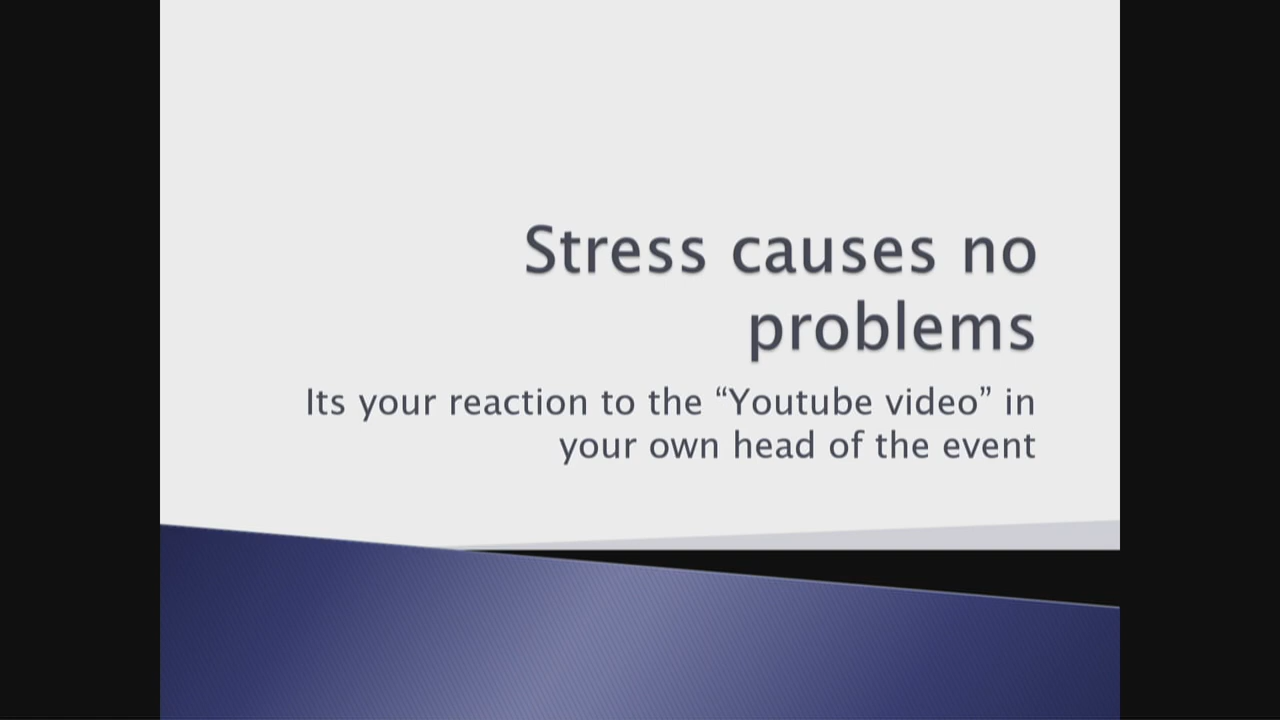 Stress causes no
problems
Its your reaction to the “Youtube video” in
your own head of the event